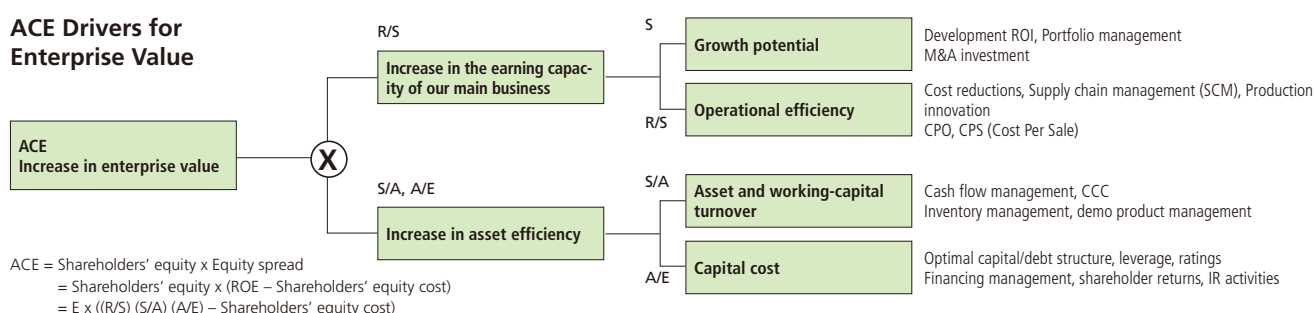 ACE Drivers for
Enterprise Value
R/S
Increase in the earning capac-
ity of our main business
S
Growth potential
Development ROI, Portfolio management
M&A investment
R/S
Operational efficiency
Cost reductions, Supply chain management (SCM), Production
innovation
CPO, CPS (Cost Per Sale)
ACE
Increase in enterprise value
X
S/A, A/E
Increase in asset efficiency
S/A
Asset and working-capital
turnover
Cash flow management, CCC
Inventory management, demo product management
A/E
Capital cost
Optimal capital/debt structure, leverage, ratings
Financing management, shareholder returns, IR activities
ACE = Shareholders’ equity x Equity spread
= Shareholders’ equity x (ROE – Shareholders’ equity cost)
= E x ((R/S) (S/A) (A/E) – Shareholders’ equity cost)